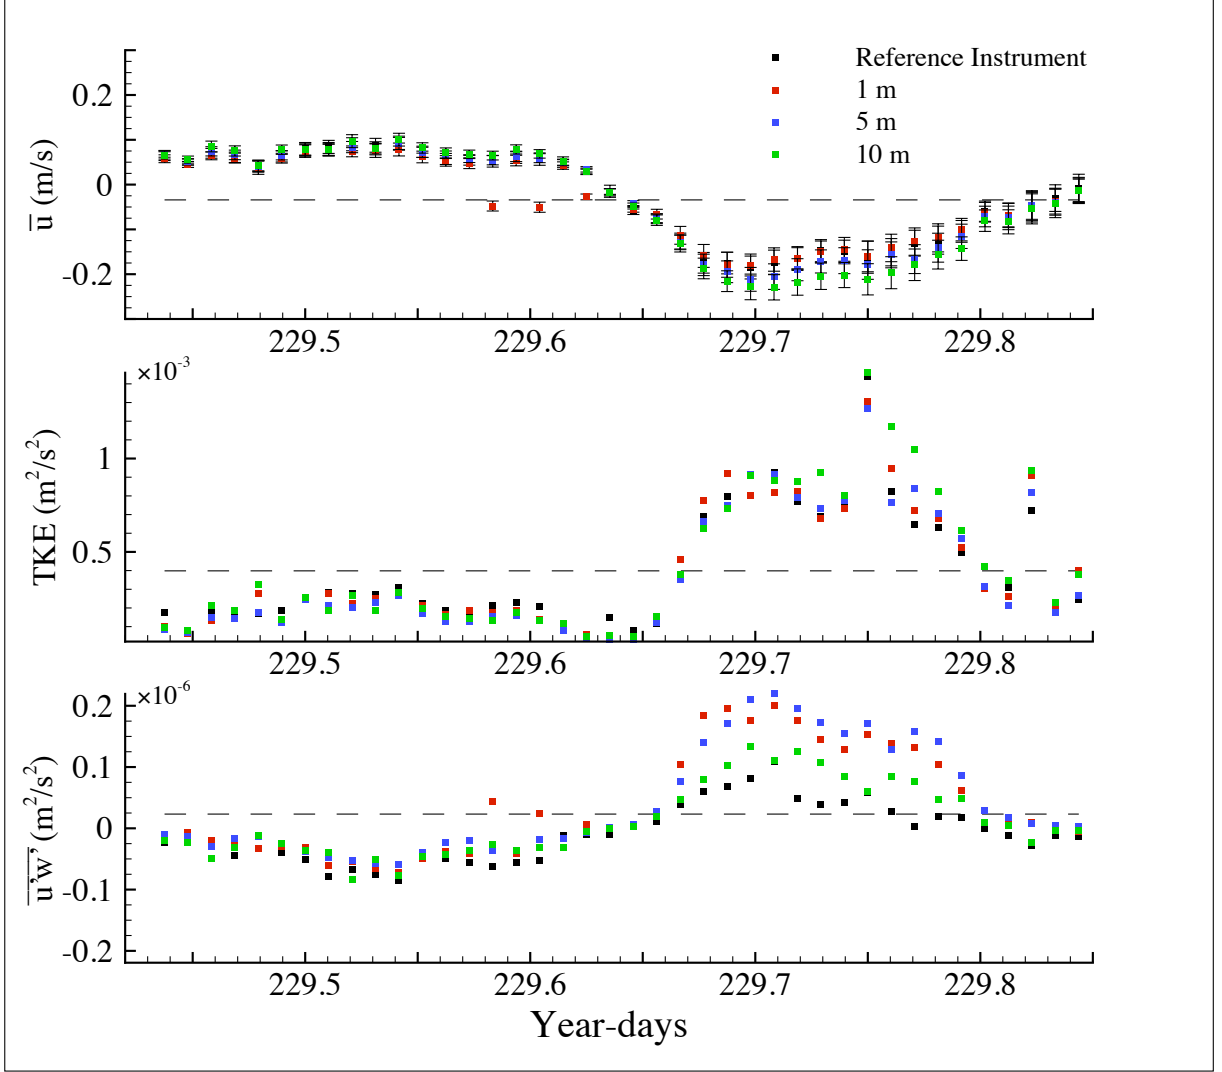 Reference Instrument
1 m
5 m
10 m
0.2
0
-0.2
u̅ (m/s)
229.5 229.6 229.7 229.8
×10⁻³
1
0.5
TKE (m²/s²)
229.5 229.6 229.7 229.8
×10⁻⁶
0.2
0.1
0
-0.1
-0.2
u'w' (m²/s²)
229.5 229.6 229.7 229.8
Year-days